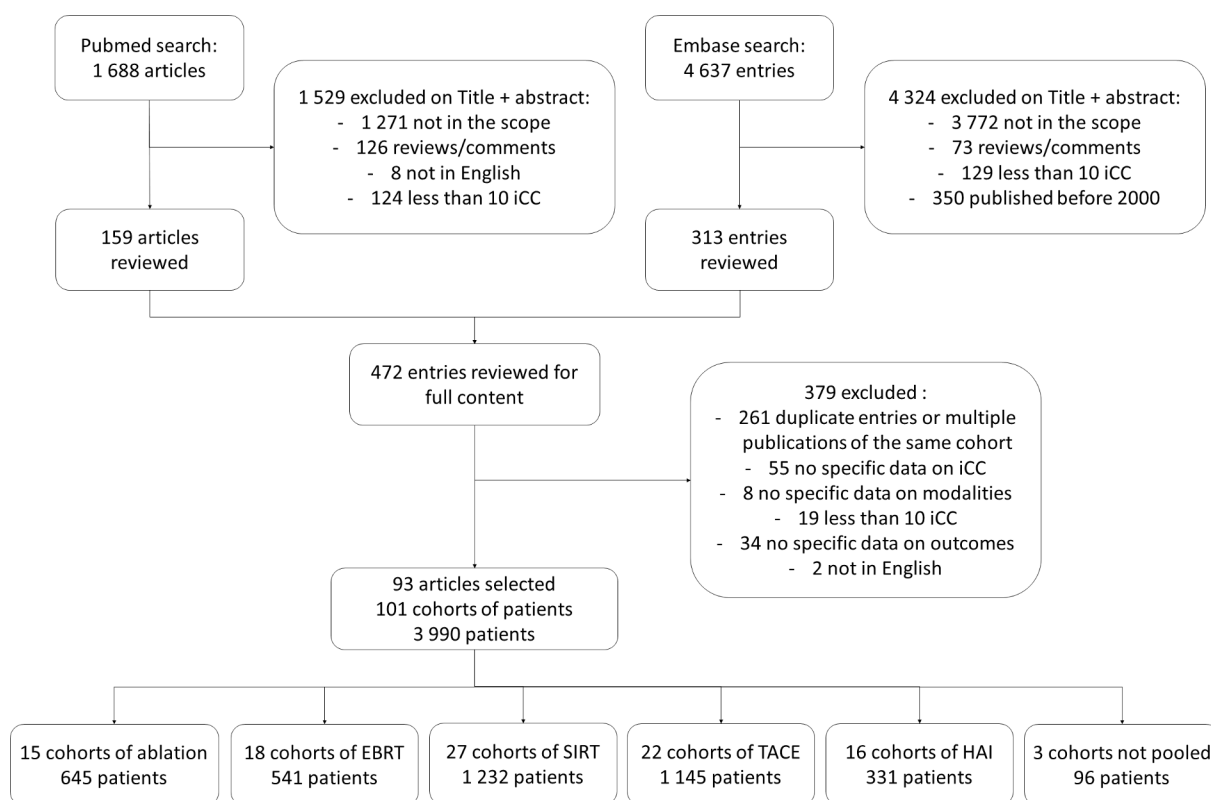 Pubmed search:
1 688 articles
1 529 excluded on Title + abstract:
- 1 271 not in the scope
- 126 reviews/comments
- 8 not in English
- 124 less than 10 iCC
Embase search:
4 637 entries
4 324 excluded on Title + abstract:
- 3 772 not in the scope
- 73 reviews/comments
- 129 less than 10 iCC
- 350 published before 2000
159 articles
reviewed
313 entries
reviewed
472 entries reviewed for
full content
379 excluded :
- 261 duplicate entries or multiple
publications of the same cohort
- 55 no specific data on iCC
- 8 no specific data on modalities
- 19 less than 10 iCC
- 34 no specific data on outcomes
- 2 not in English
93 articles selected
101 cohorts of patients
3 990 patients
15 cohorts of ablation
645 patients
18 cohorts of EBRT
541 patients
27 cohorts of SIRT
1 232 patients
22 cohorts of TACE
1 145 patients
16 cohorts of HAI
331 patients
3 cohorts not pooled
96 patients